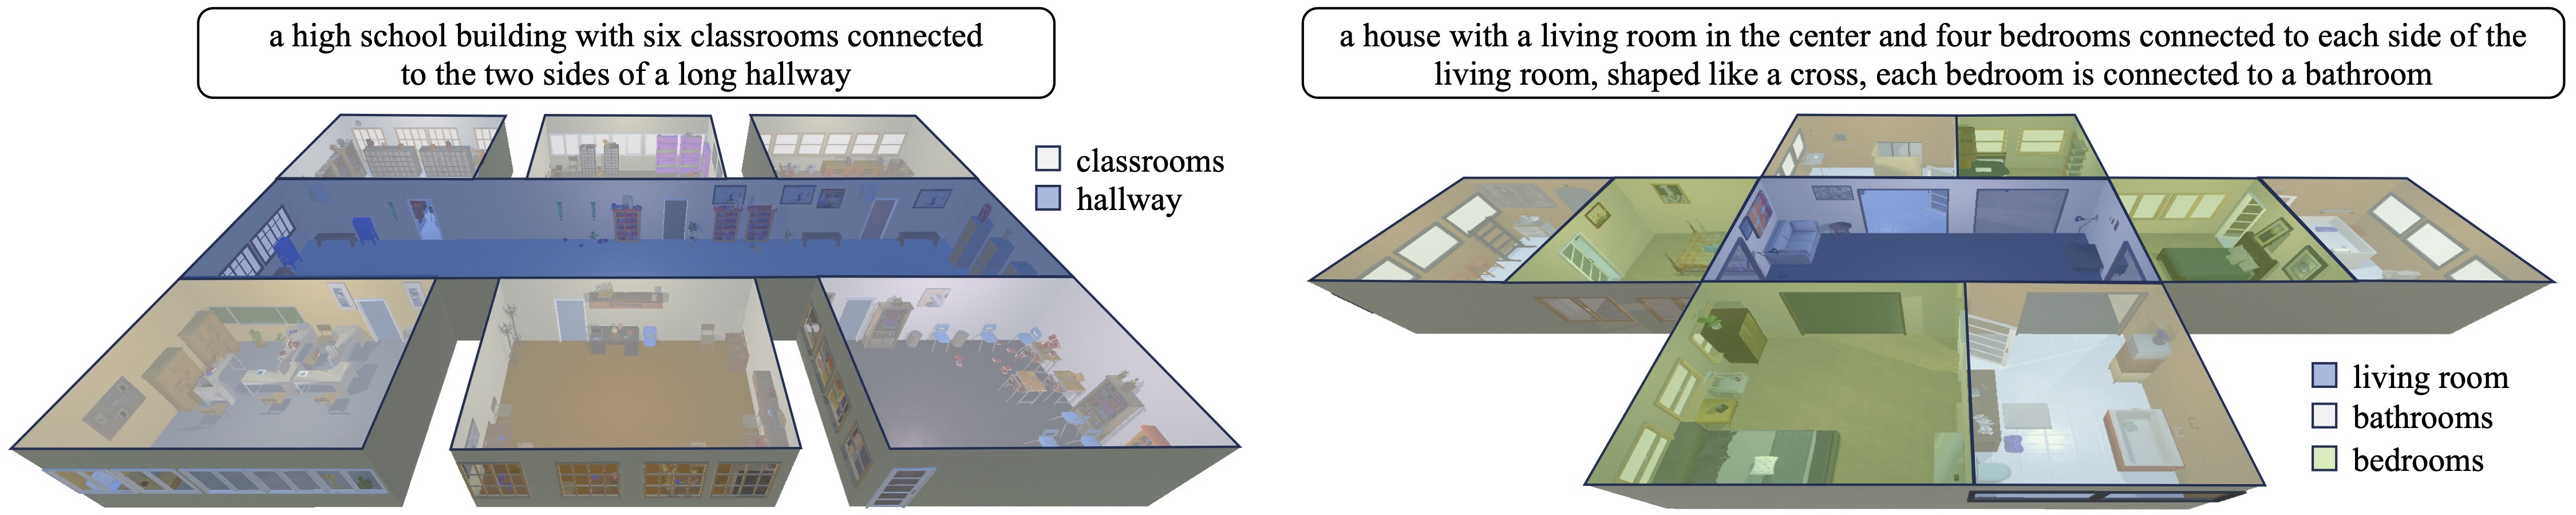 a high school building with six classrooms connected
to the two sides of a long hallway
classrooms
hallway
a house with a living room in the center and four bedrooms connected to each side of the
living room, shaped like a cross, each bedroom is connected to a bathroom
living room
bathrooms
bedrooms